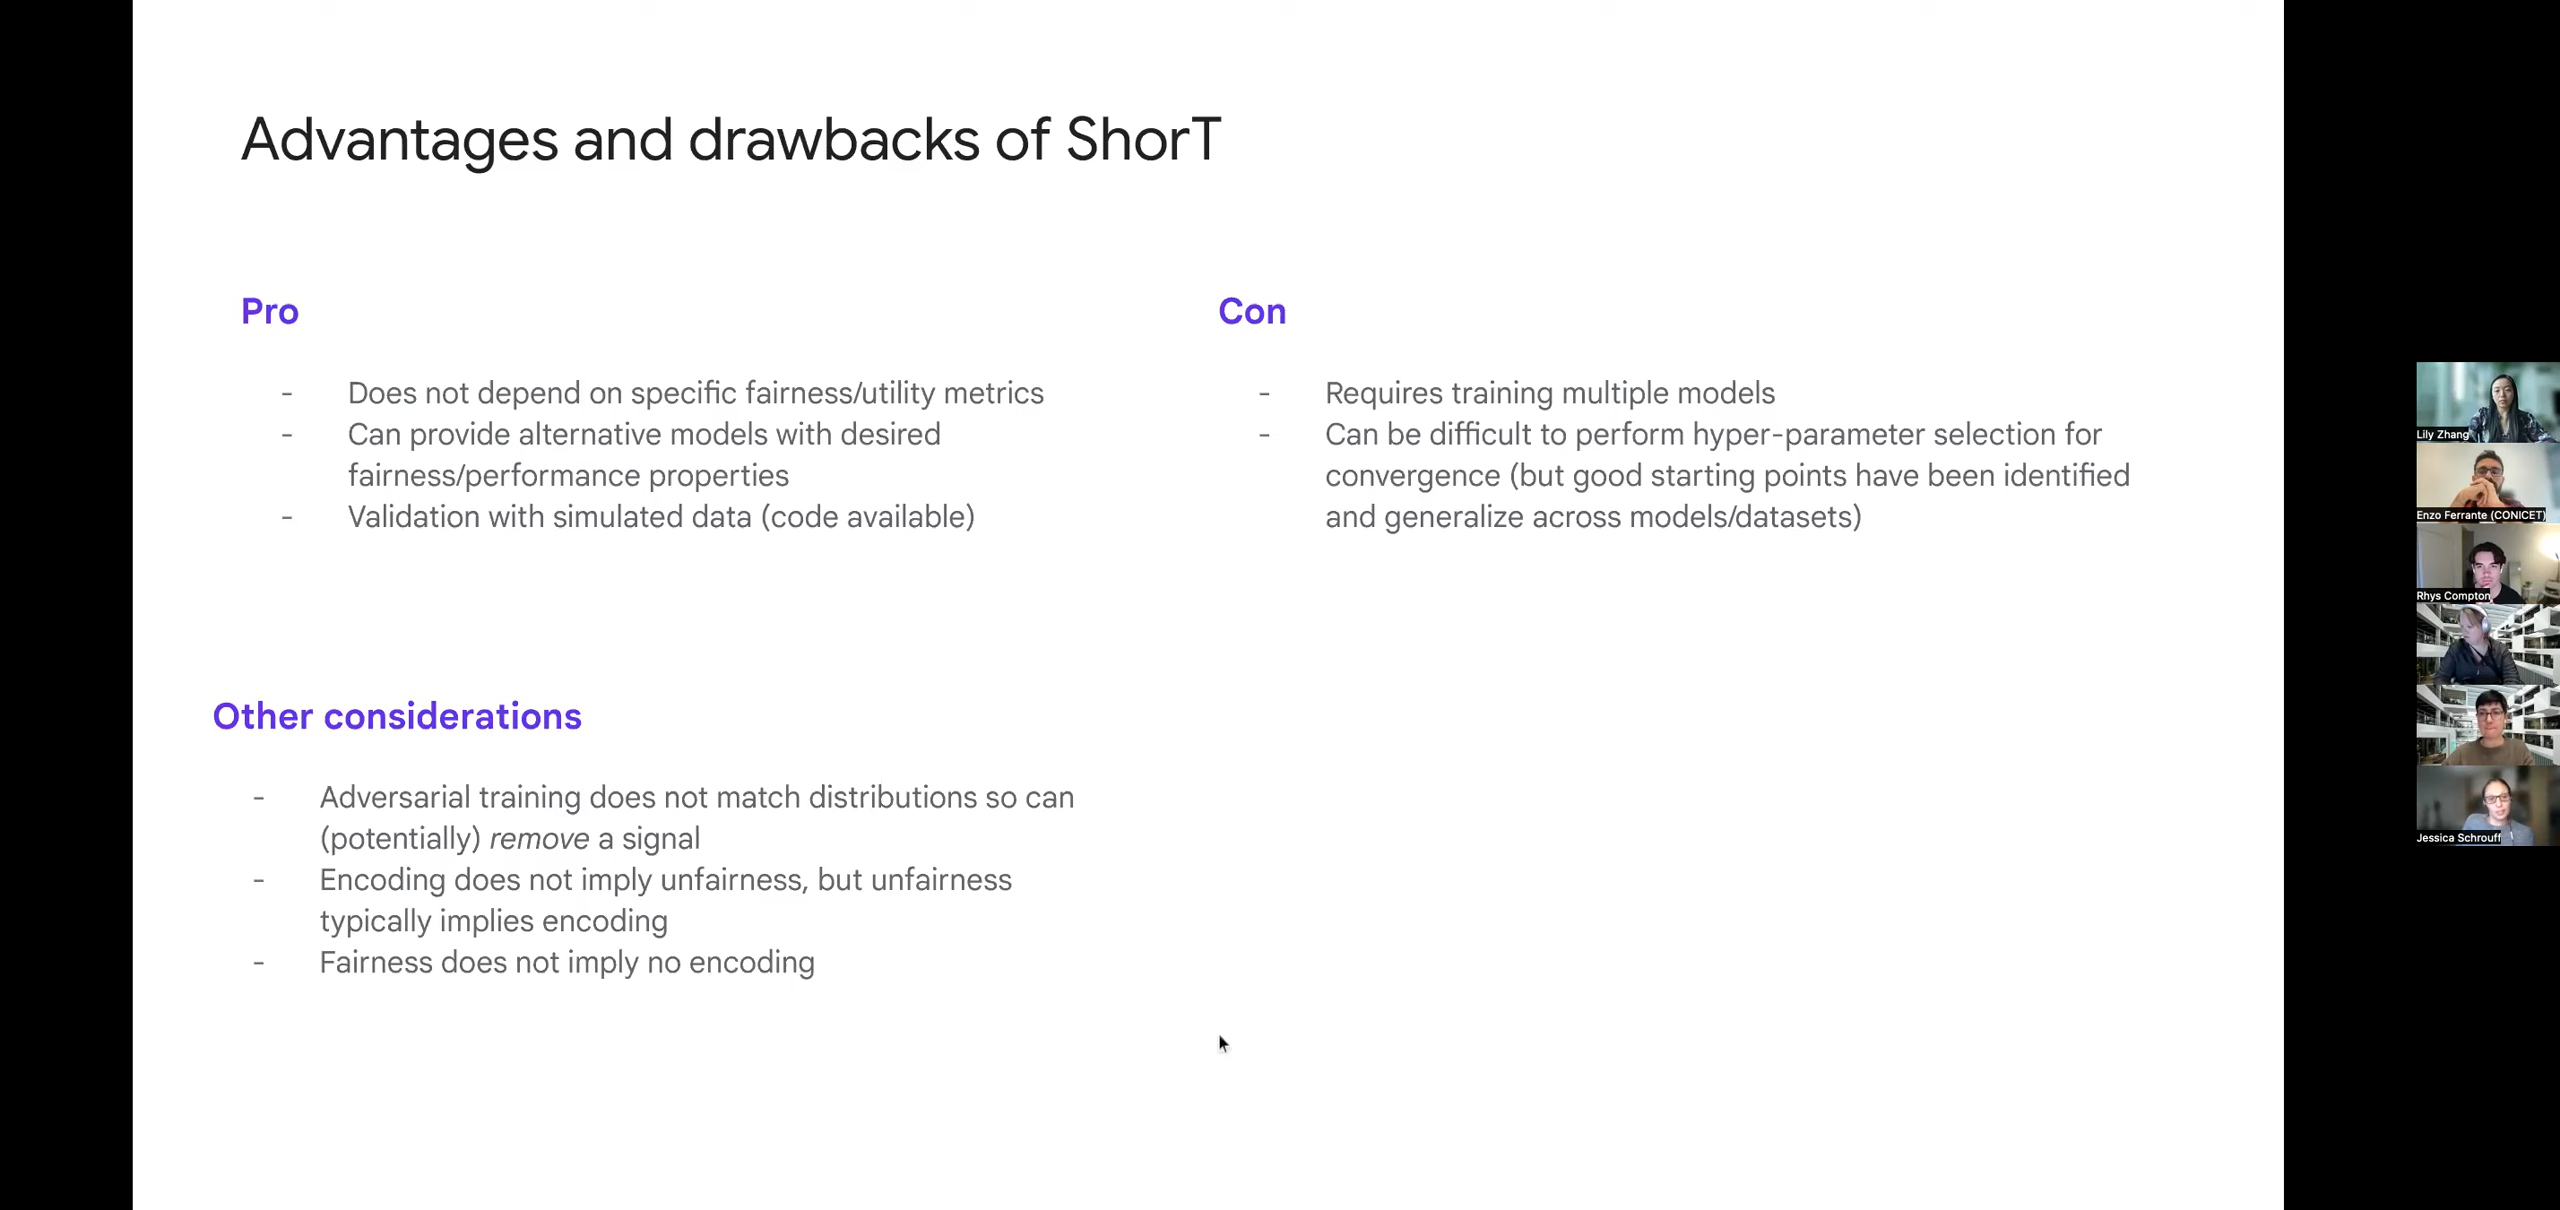 Advantages and drawbacks of ShorT
Pro
- Does not depend on specific fairness/utility metrics
- Can provide alternative models with desired
fairness/performance properties
- Validation with simulated data (code available)
Con
- Requires training multiple models
- Can be difficult to perform hyper-parameter selection for
convergence (but good starting points have been identified
and generalize across models/datasets)
Other considerations
- Adversarial training does not match distributions so can
(potentially) remove a signal
- Encoding does not imply unfairness, but unfairness
typically implies encoding
- Fairness does not imply no encoding
Lily Zhang
Enzo Ferrante (CONICET)
Rhys Compton
Jessica Schrouff